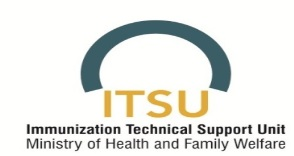 ITSU
Immunization Technical Support Unit
Ministry of Health and Family Welfare